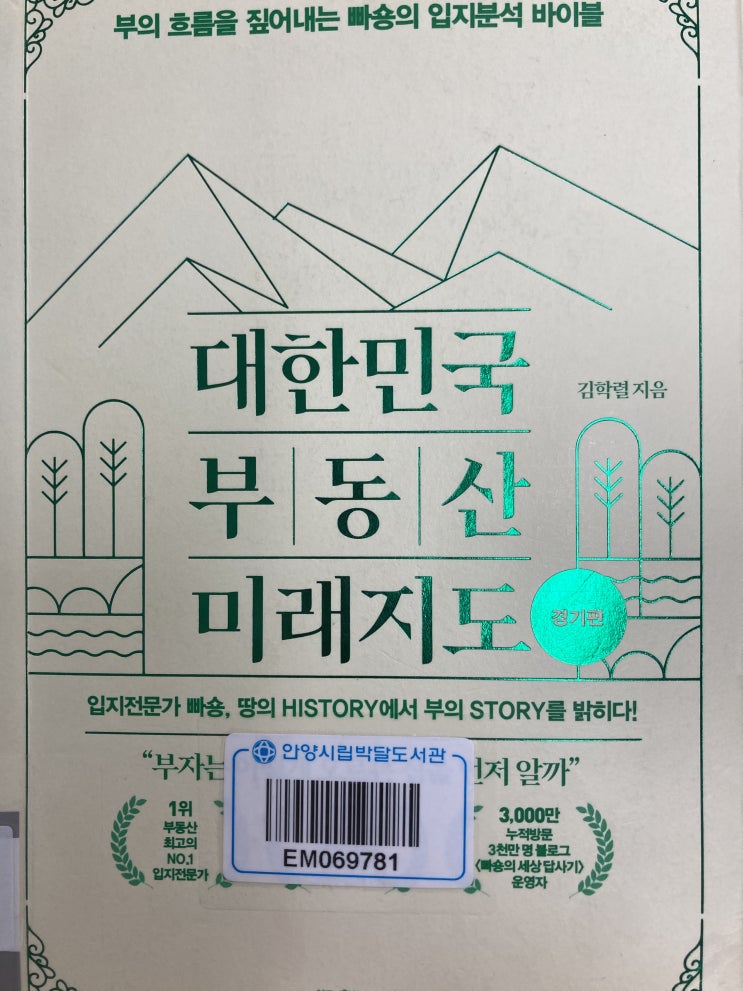 부의 흐름을 짚어내는 빠숑의 입지분석 바이블
대한민국
김학렬 지음
부동산
미래지도
경기편
입지전문가 빠숑, 땅의 HISTORY에서 부의 STORY를 밝히다!
“부자는
알까”
안양시립박달도서관
EM069781
1위
부동산
최고의
NO.1
입지전문가
3,000만
누적방문
3천만 명 블로그
<빠숑의 세상 답사기>
운영자